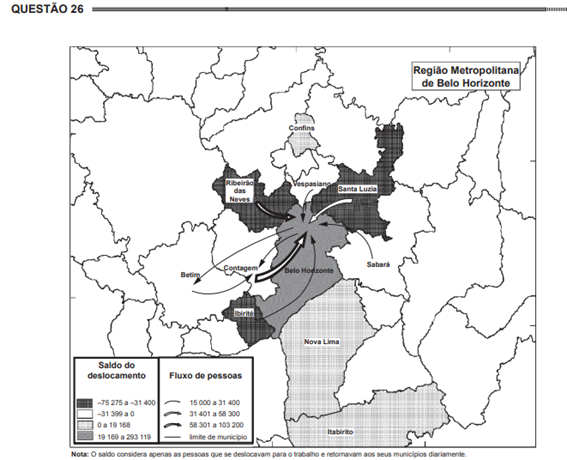 QUESTÃO 26
Região Metropolitana
de Belo Horizonte
Confins
Ribeirão
das
Neves
Vespasiano
Santa Luzia
Betim
Contagem
Belo Horizonte
Sabará
Ibirité
Nova Lima
Itabirito
Saldo do
deslocamento
–75 275 a –31 400
–31 399 a 0
0 a 19 168
19 169 a 293 119
Fluxo de pessoas
15 000 a 31 400
31 401 a 58 300
58 301 a 103 200
limite de município
Nota: O saldo considera apenas as pessoas que se deslocavam para o trabalho e retornavam aos seus municípios diariamente.